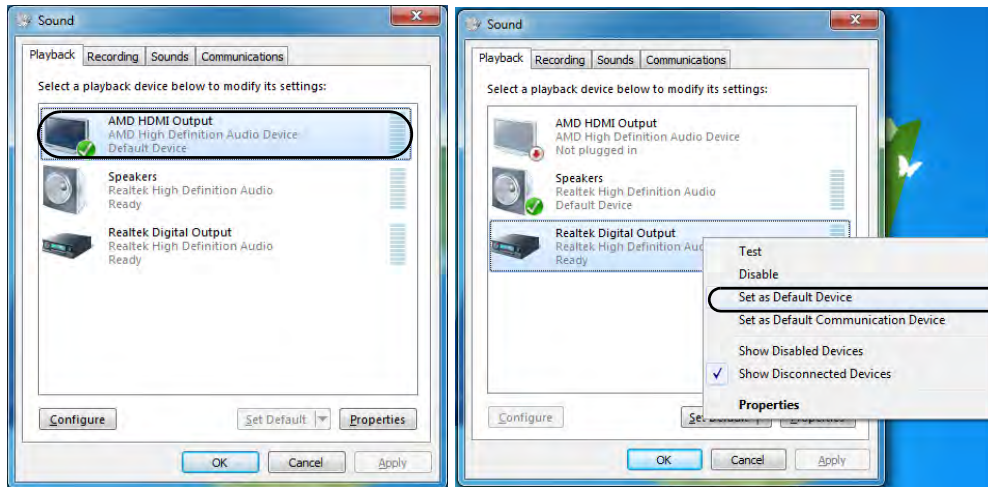 Sound
Playback Recording Sounds Communications
Select a playback device below to modify its settings:
AMD HDMI Output
AMD High Definition Audio Device
Default Device
Speakers
Realtek High Definition Audio
Ready
Realtek Digital Output
Realtek High Definition Audio
Ready
Configure Set Default Properties
OK Cancel Apply
Sound
Playback Recording Sounds Communications
Select a playback device below to modify its settings:
AMD HDMI Output
AMD High Definition Audio Device
Not plugged in
Speakers
Realtek High Definition Audio
Default Device
Realtek Digital Output
Realtek High Definition
Ready
Test
Disable
Set as Default Device
Set as Default Communication Device
Show Disabled Devices
Show Disconnected Devices
Properties
Configure
OK Cancel Apply